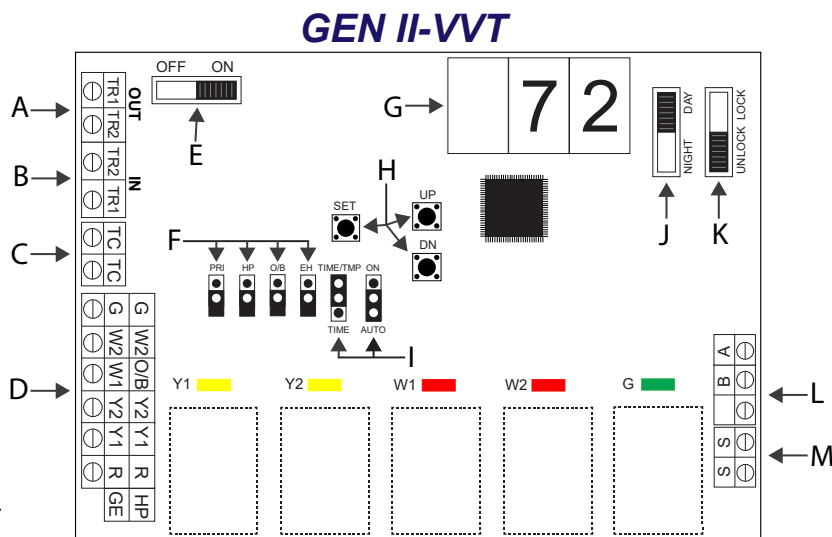 GEN II-VVT
OFF ON
A
TR1
TR2
OUT
B
TR2
TR1
IN
C
TC
TC
D
G G
W2 W2
W1 O/B
Y2 Y2
Y1 Y1
R R
GE HP
E
F
PRI HP O/B EH TIME/TMP ON
TIME AUTO
I
G
72
H
SET
UP
DN
DAY
NIGHT
J
LOCK
UNLOCK
K
Y1
Y2
W1
W2
G
A
B
L
S
S
M